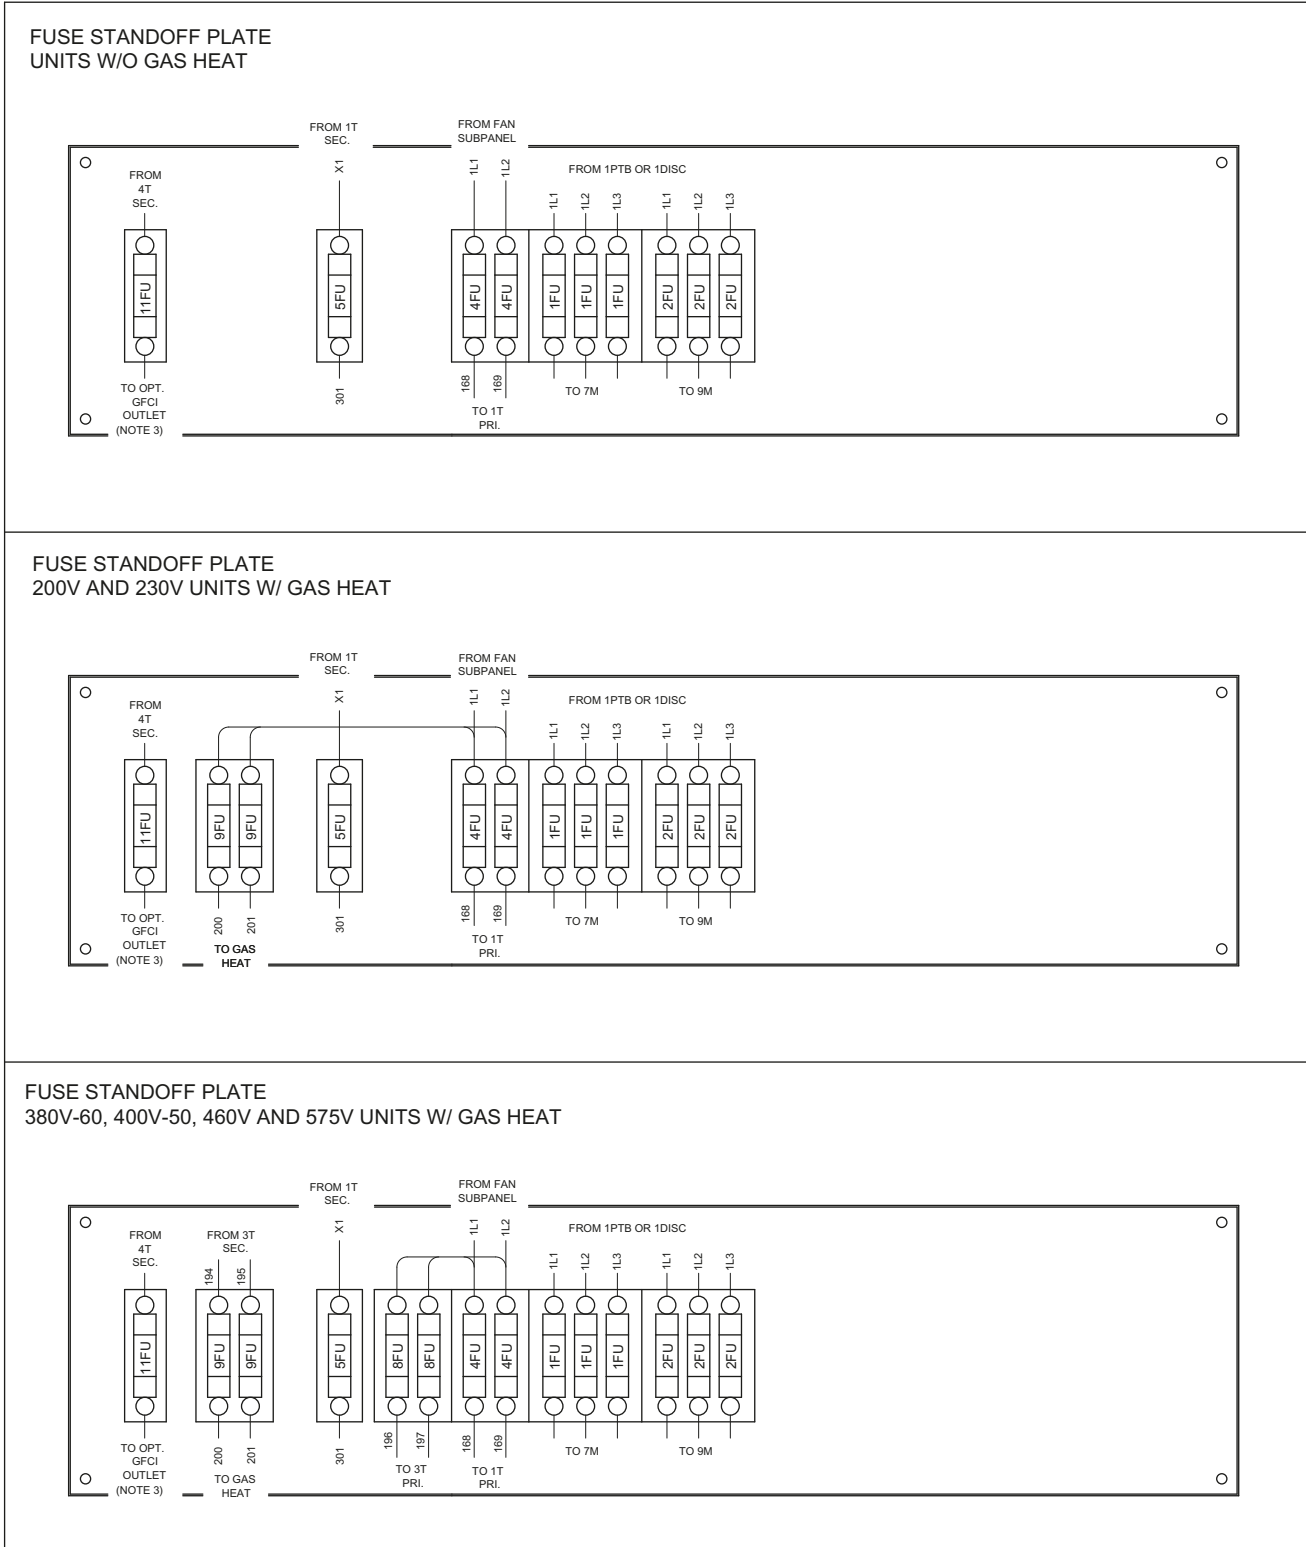 FUSE STANDOFF PLATE
UNITS W/O GAS HEAT
FROM 1T
SEC.
FROM FAN
SUBPANEL
FROM
4T
SEC.
X1
1L1
1L2
FROM 1PTB OR 1DISC
1L1
1L2
1L3
1L1
1L2
1L3
11FU
5FU
4FU
4FU
1FU
1FU
1FU
2FU
2FU
2FU
TO OPT.
GFCI
OUTLET
(NOTE 3)
301
168
169
TO 1T
PRI.
TO 7M
TO 9M
FUSE STANDOFF PLATE
200V AND 230V UNITS W/ GAS HEAT
FROM 1T
SEC.
FROM FAN
SUBPANEL
FROM
4T
SEC.
X1
1L1
1L2
FROM 1PTB OR 1DISC
1L1
1L2
1L3
1L1
1L2
1L3
11FU
9FU
9FU
5FU
4FU
4FU
1FU
1FU
1FU
2FU
2FU
2FU
TO OPT.
GFCI
OUTLET
(NOTE 3)
200
201
TO GAS
HEAT
301
168
169
TO 1T
PRI.
TO 7M
TO 9M
FUSE STANDOFF PLATE
380V-60, 400V-50, 460V AND 575V UNITS W/ GAS HEAT
FROM 1T
SEC.
FROM FAN
SUBPANEL
FROM
4T
SEC.
FROM 3T
SEC.
194
195
X1
1L1
1L2
FROM 1PTB OR 1DISC
1L1
1L2
1L3
1L1
1L2
1L3
11FU
9FU
9FU
5FU
8FU
8FU
4FU
4FU
1FU
1FU
1FU
2FU
2FU
2FU
TO OPT.
GFCI
OUTLET
(NOTE 3)
200
201
TO GAS
HEAT
301
196
197
TO 3T
PRI.
168
169
TO 1T
PRI.
TO 7M
TO 9M